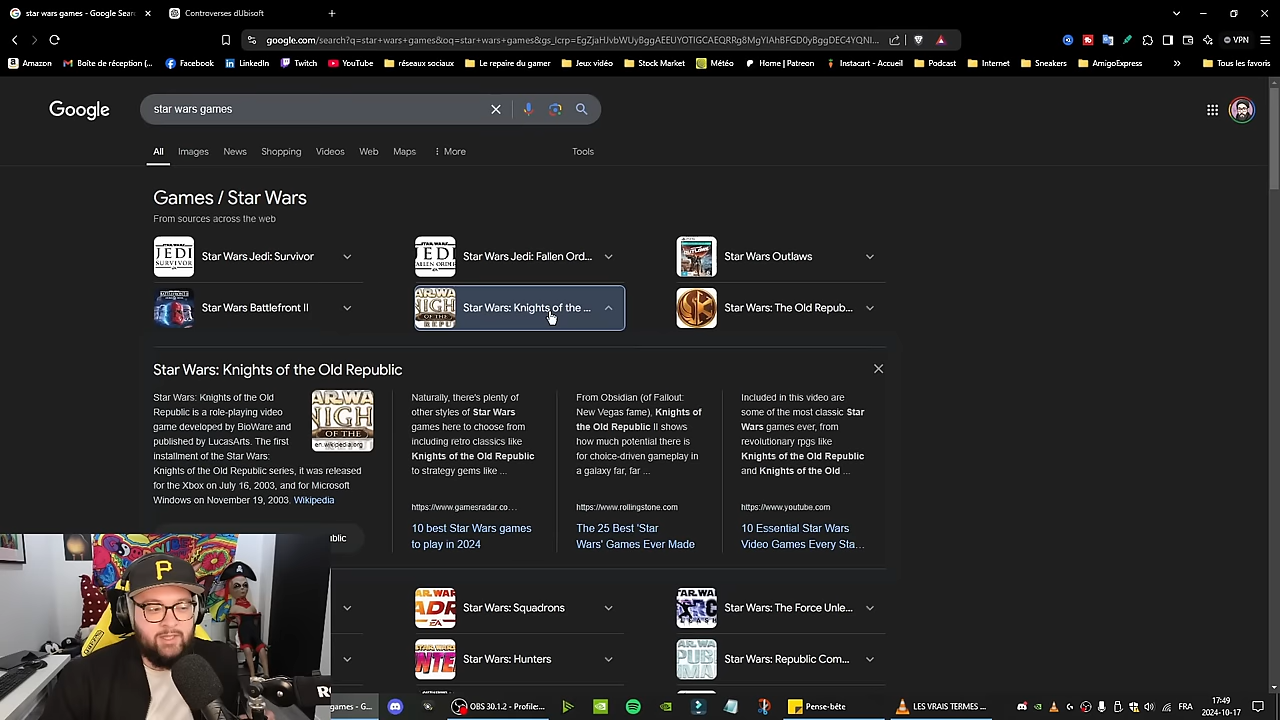 star wars games - Google Sear
Controverses dUbisoft
google.com/search?q=star+wars+games&oq=star+wars+games&gs_lcrp=EgZjaHJvbWUyBggAEEUYOTIGCAEQRRg8MgYIAhBFGD0yBggDEC4YQNI...
VPN
Amazon
Boîte de réception (...
Facebook
LinkedIn
Twitch
YouTube
réseaux sociaux
Le repaire du gamer
Jeux vidéo
Stock Market
Météo
Home | Patreon
Instacart - Accueil
Podcast
Internet
Sneakers
AmigoExpress
Tous les favoris
Google
star wars games
All
Images
News
Shopping
Videos
Web
Maps
More
Tools
Games / Star Wars
From sources across the web
Star Wars Jedi: Survivor
Star Wars Jedi: Fallen Ord...
Star Wars Outlaws
Star Wars Battlefront II
Star Wars: Knights of the ...
Star Wars: The Old Repub...
Star Wars: Knights of the Old Republic
Star Wars: Knights of the Old
Republic is a role-playing video
game developed by BioWare and
published by LucasArts. The first
installment of the Star Wars:
Knights of the Old Republic series, it was released
for the Xbox on July 16, 2003, and for Microsoft
Windows on November 19, 2003. Wikipedia
en.wikipedia.org
Naturally, there's plenty of
other styles of Star Wars
games here to choose from
including retro classics like
Knights of the Old Republic
to strategy gems like ...
https://www.gamesradar.co...
10 best Star Wars games
to play in 2024
From Obsidian (of Fallout:
New Vegas fame), Knights of
the Old Republic II shows
how much potential there is
for choice-driven gameplay in
a galaxy far, far ...
https://www.rollingstone.com
The 25 Best 'Star
Wars' Games Ever Made
Included in this video are
some of the most classic Star
Wars games ever, from
revolutionary rpgs like
Knights of the Old Republic
and Knights of the Old ...
https://www.youtube.com
10 Essential Star Wars
Video Games Every Sta...
ublic
Star Wars: Squadrons
Star Wars: The Force Unle...
Star Wars: Hunters
Star Wars: Republic Com...
P
A
games - G...
OBS 30.1.2 - Profile:...
Pense-bête
LES VRAIS TERMES ...
FRA
17:49
2024-10-17